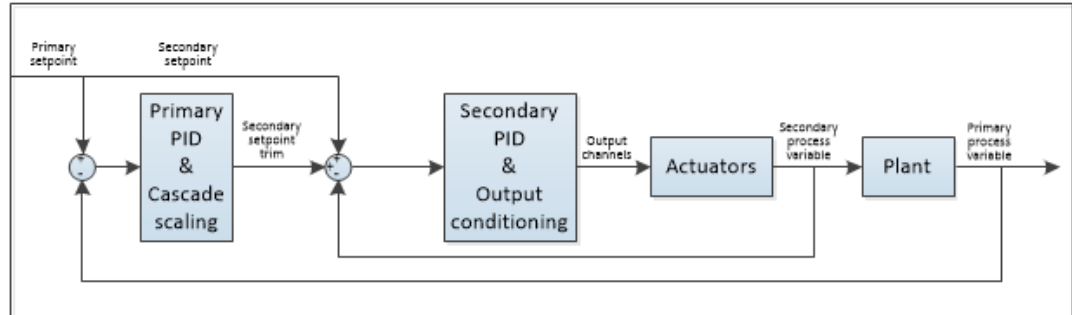 Primary
setpoint
Secondary
setpoint
+
-
Primary
PID
&
Cascade
scaling
Secondary
setpoint
trim
+
+
-
Secondary
PID
&
Output
conditioning
Output
channels
Actuators
Secondary
process
variable
Plant
Primary
process
variable